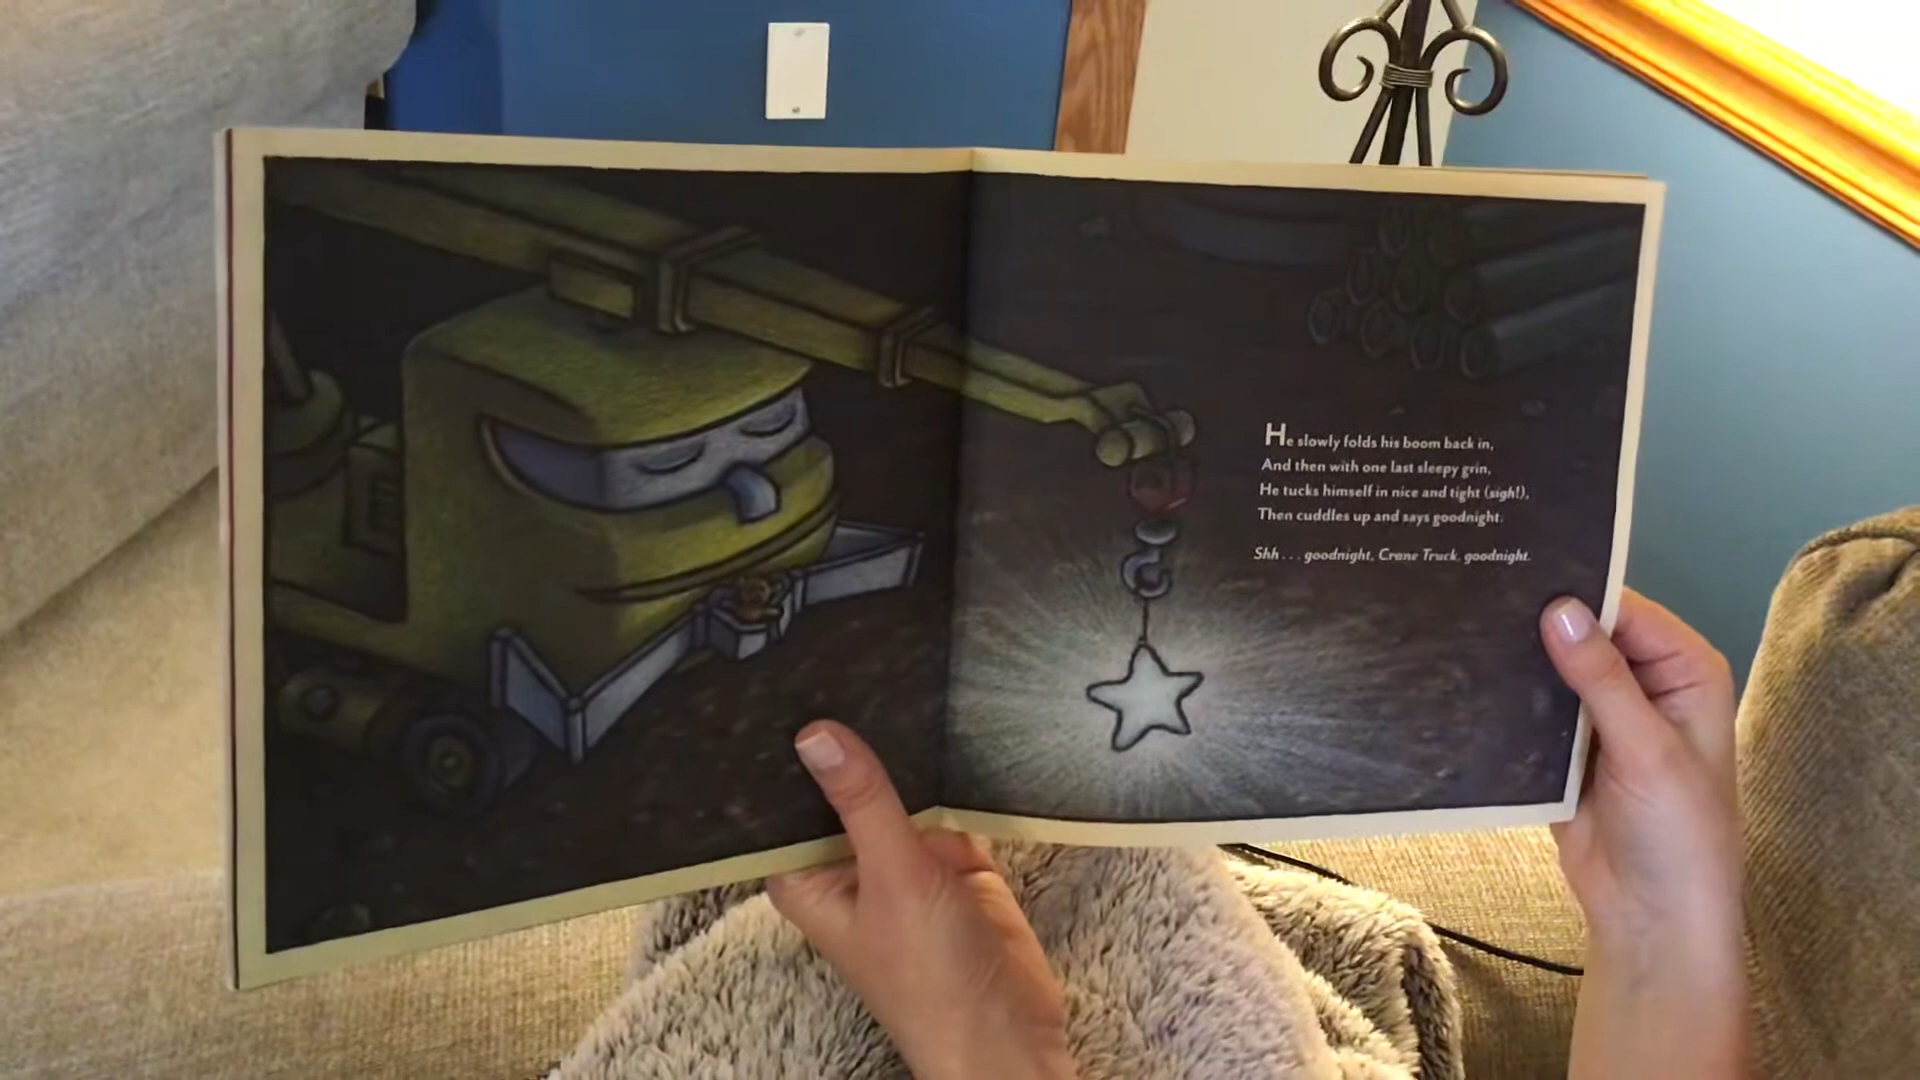 He slowly folds his boom back in,
And then with one last sleepy grin,
He tucks himself in nice and tight (sigh!),
Then cuddles up and says goodnight.
Shh . . . goodnight, Crane Truck, goodnight.